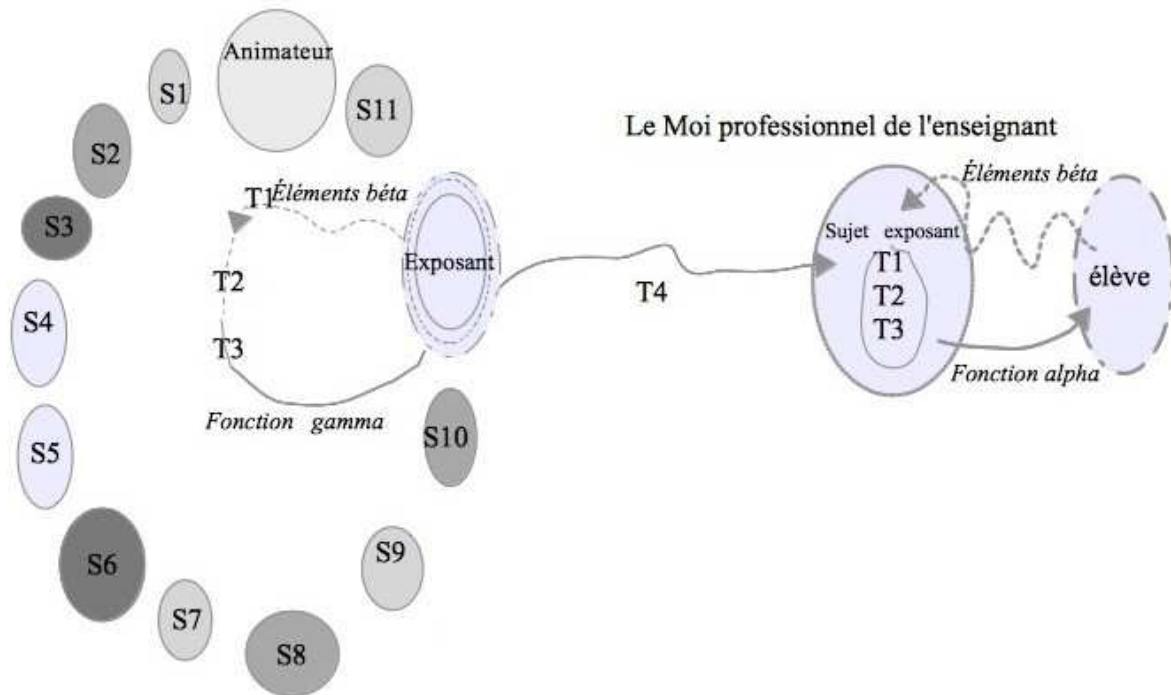 Animateur
S1
S11
S2
Le Moi professionnel de l'enseignant
T1
Éléments béta
Éléments béta
S3
Sujet exposant
Exposant
T1
T2
élève
T2
T4
S4
T3
T3
Fonction alpha
Fonction gamma
S10
S5
S9
S6
S7
S8